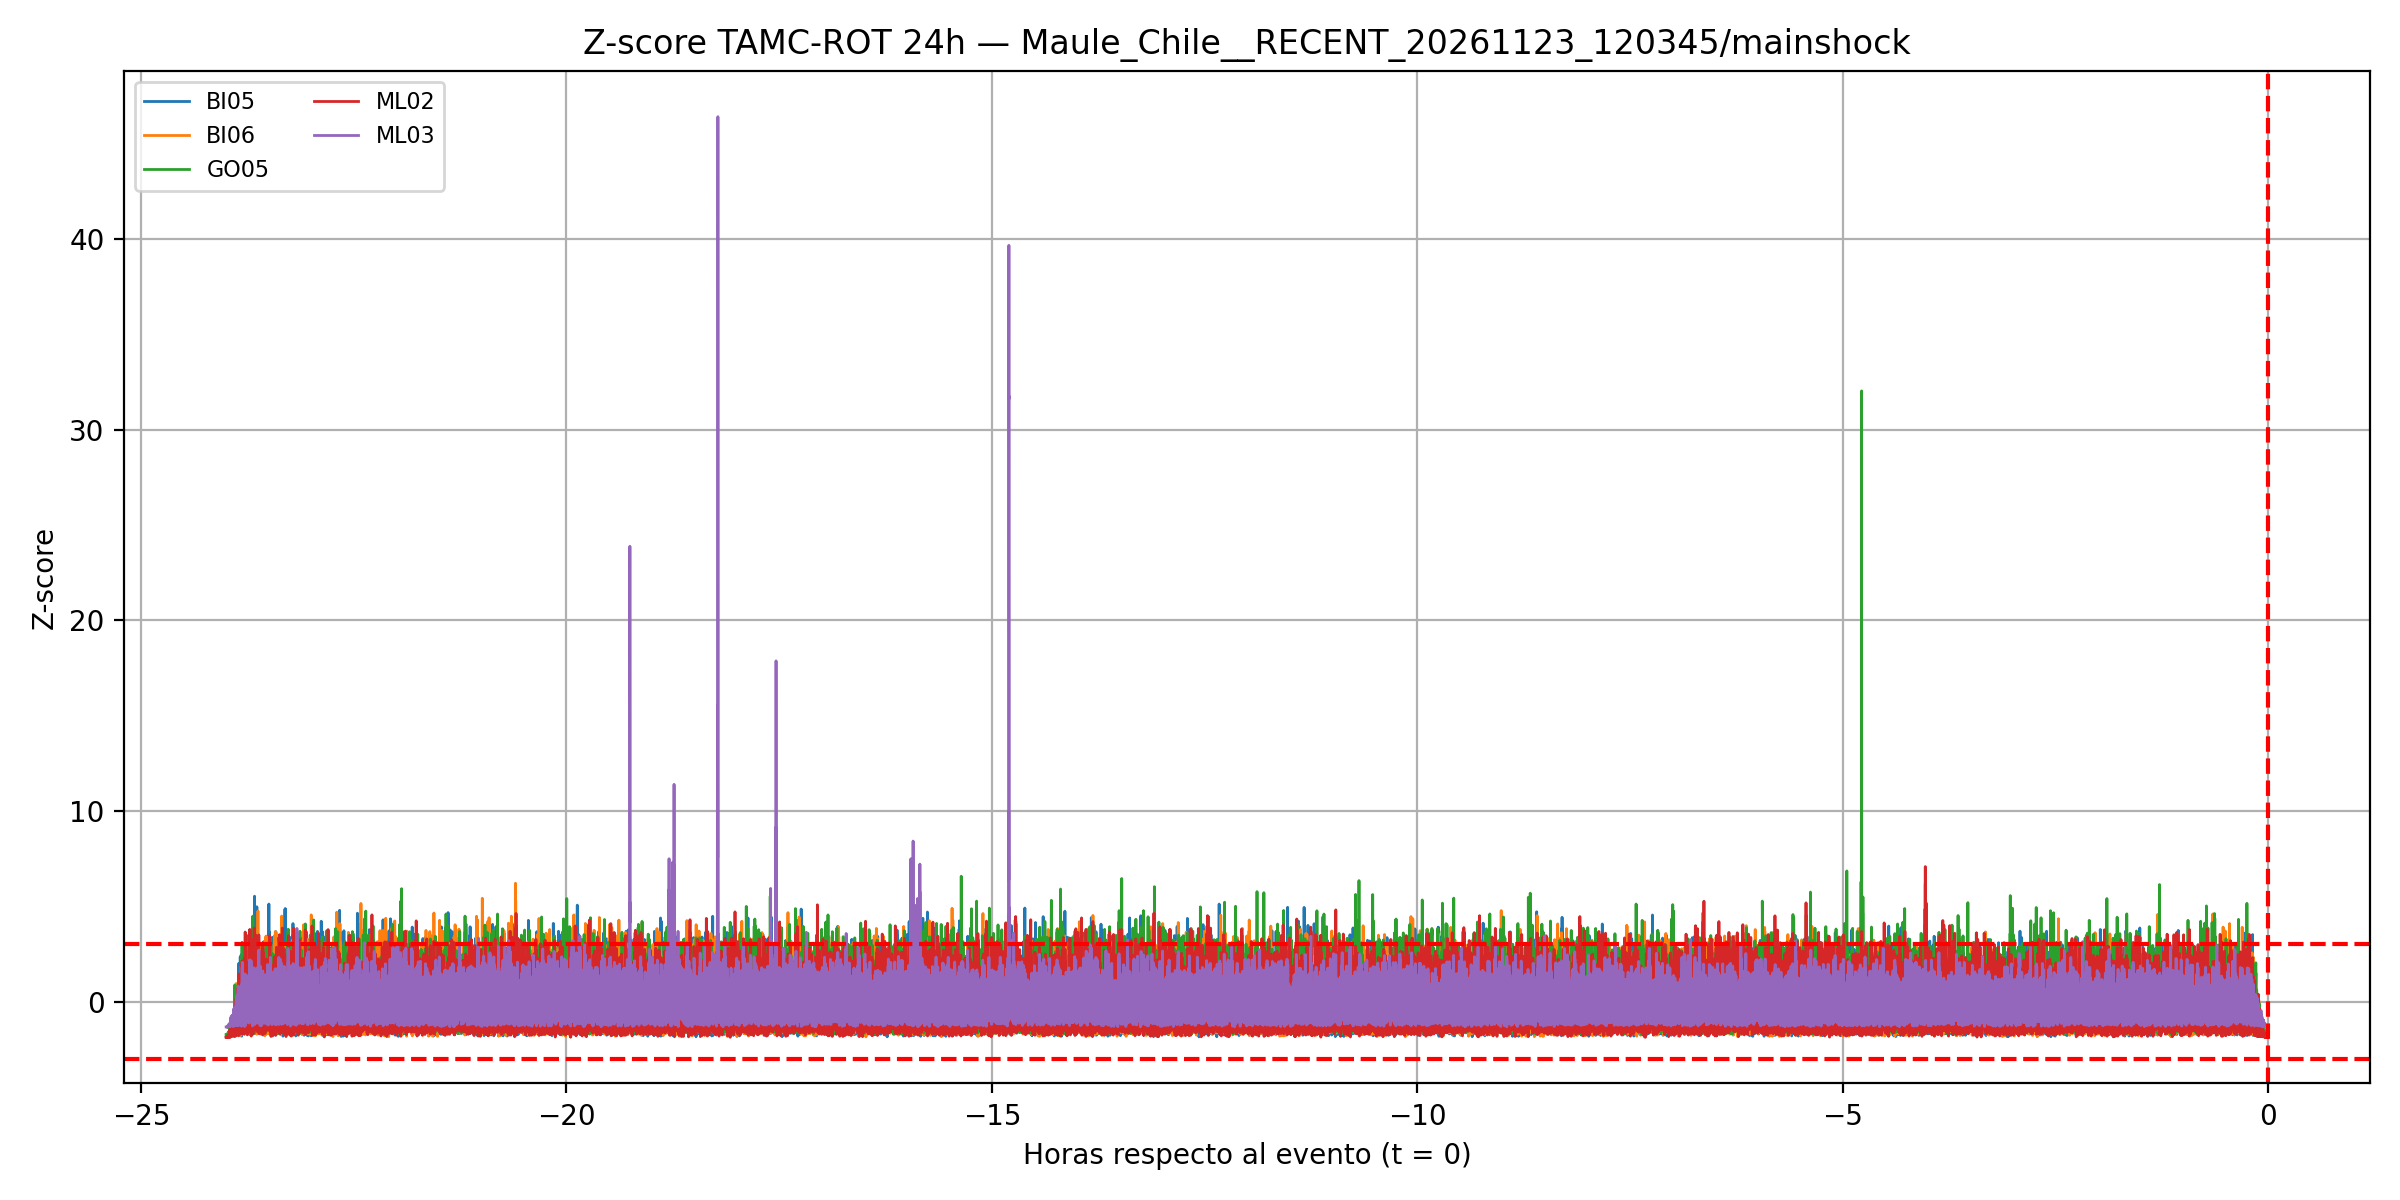 Z-score TAMC-ROT 24h — Maule_Chile__RECENT_20261123_120345/mainshock
BI05
BI06
GO05
ML02
ML03
Z-score
40
30
20
10
0
−25
−20
−15
−10
−5
0
Horas respecto al evento (t = 0)